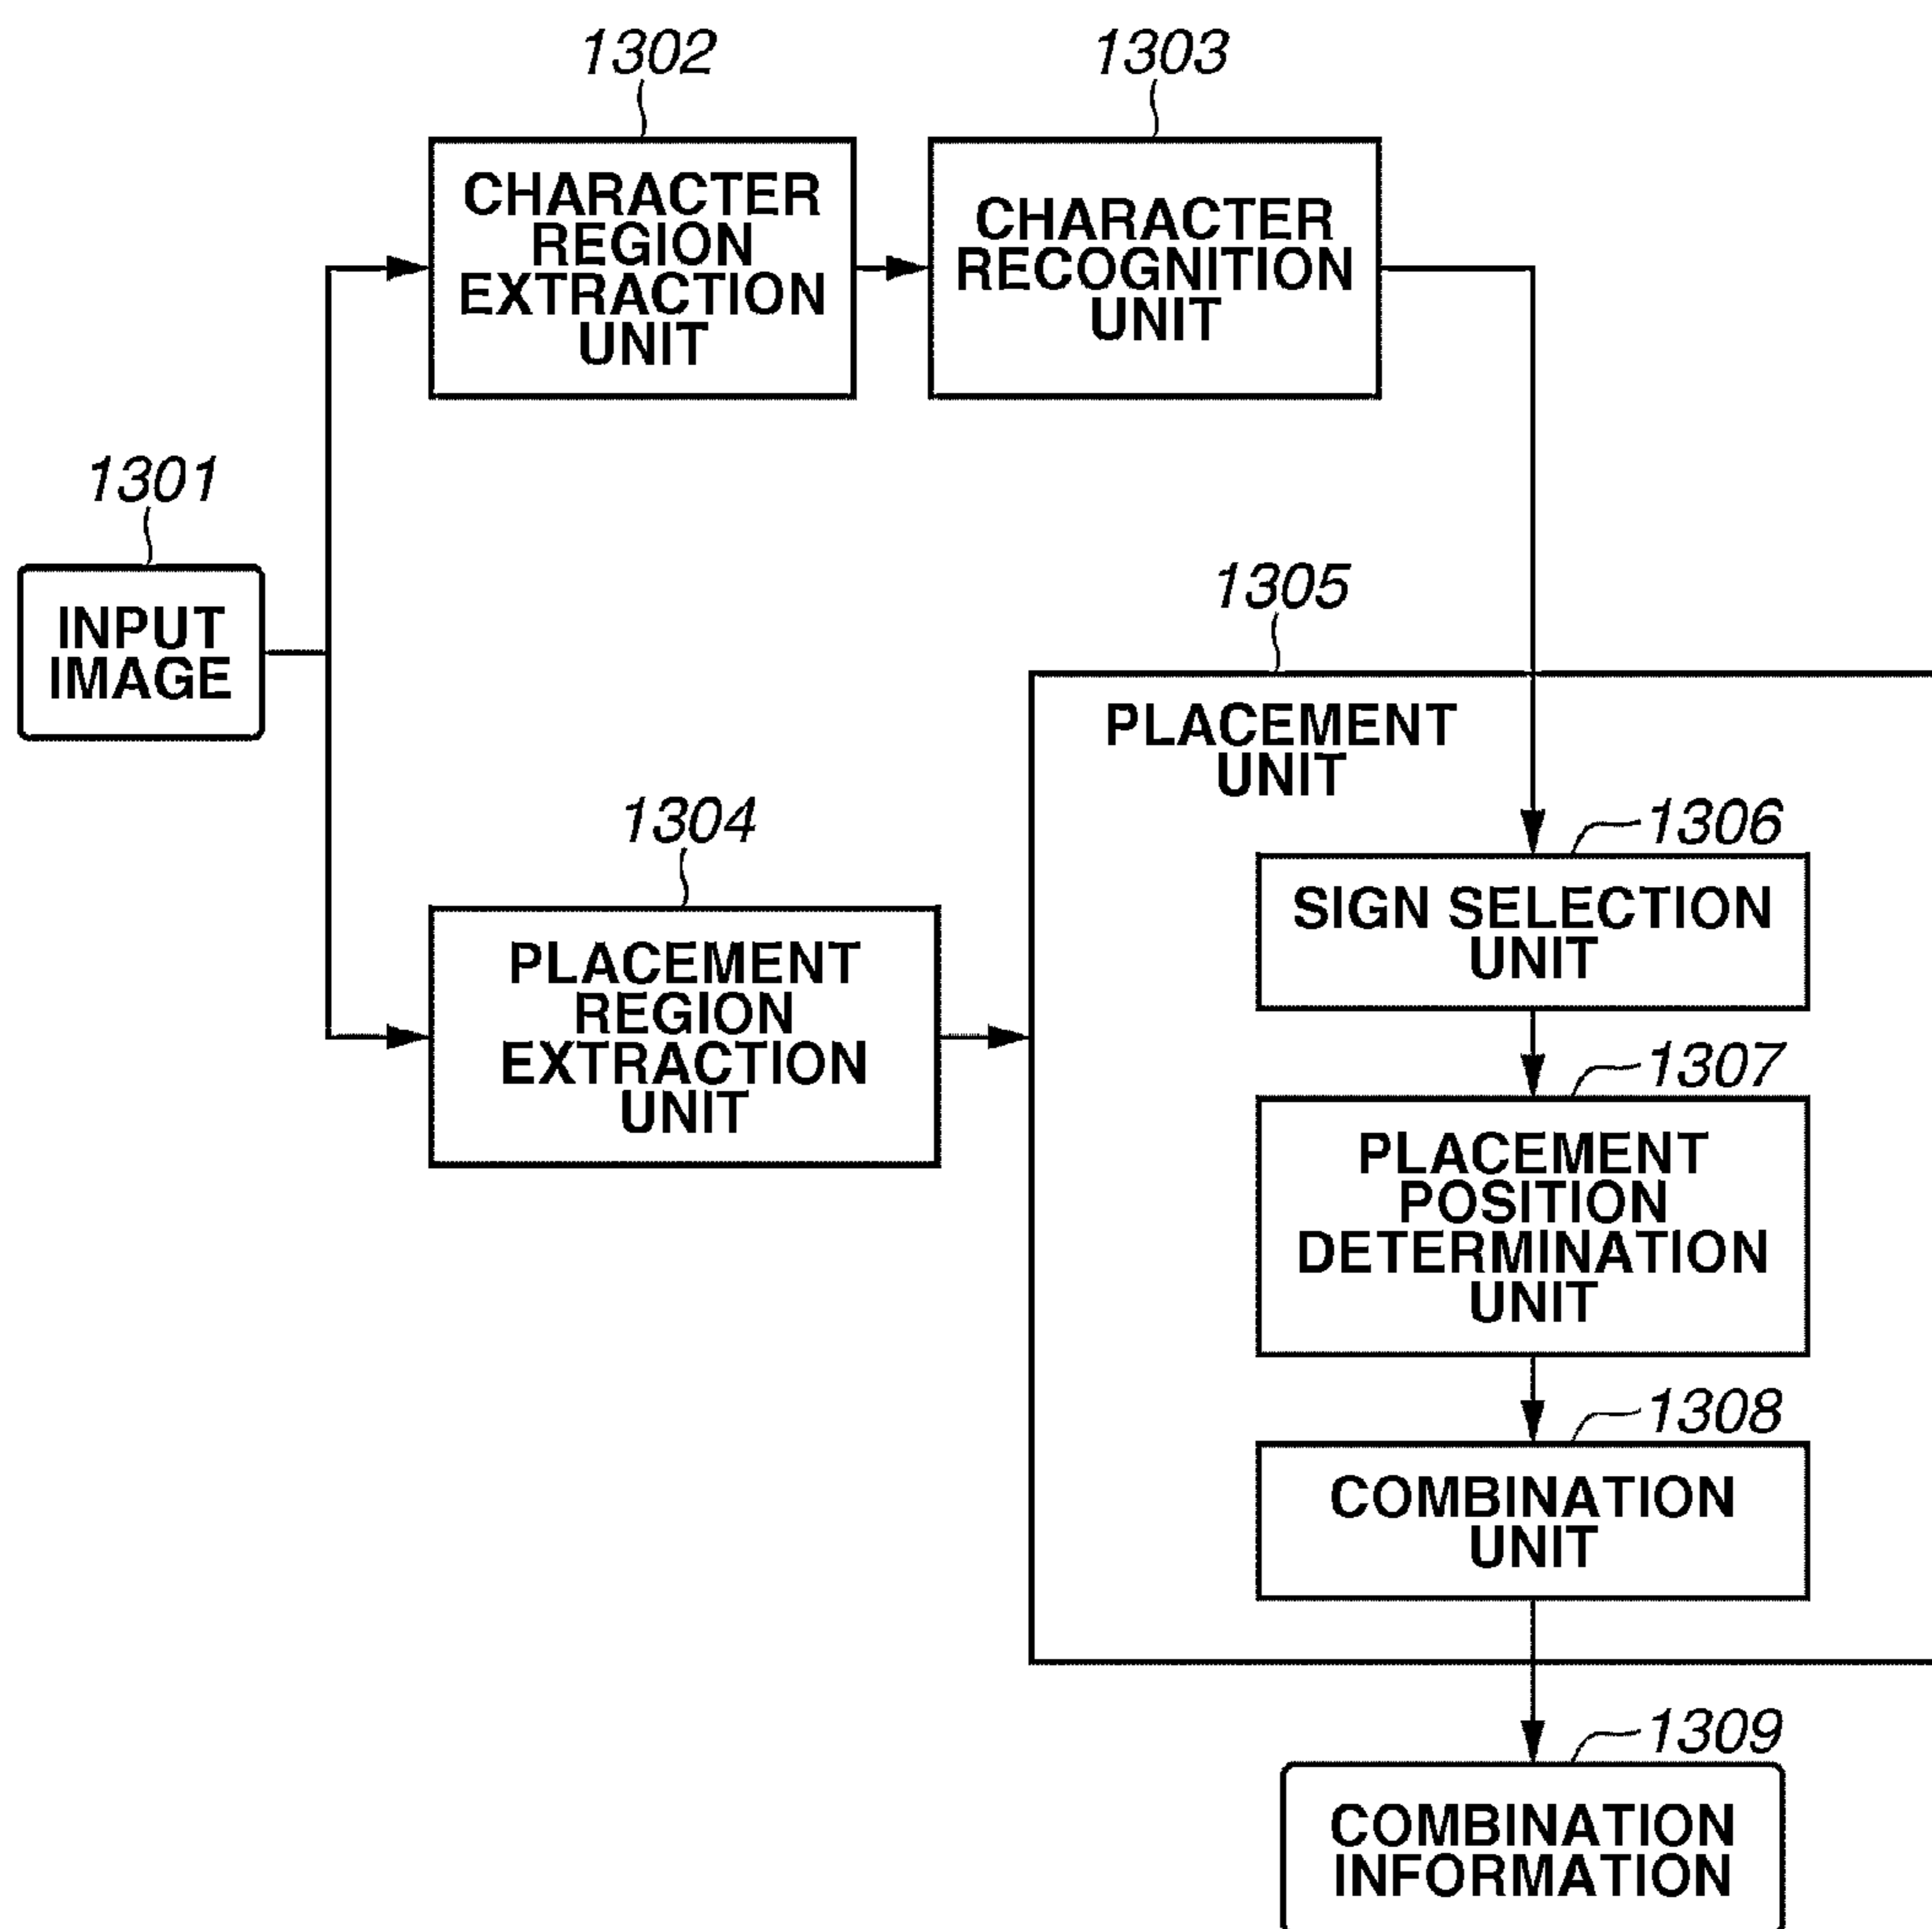 1302
1303
CHARACTER
REGION
EXTRACTION
UNIT
CHARACTER
RECOGNITION
UNIT
1301
INPUT
IMAGE
1305
PLACEMENT
UNIT
1304
PLACEMENT
REGION
EXTRACTION
UNIT
1306
SIGN SELECTION
UNIT
1307
PLACEMENT
POSITION
DETERMINATION
UNIT
1308
COMBINATION
UNIT
1309
COMBINATION
INFORMATION